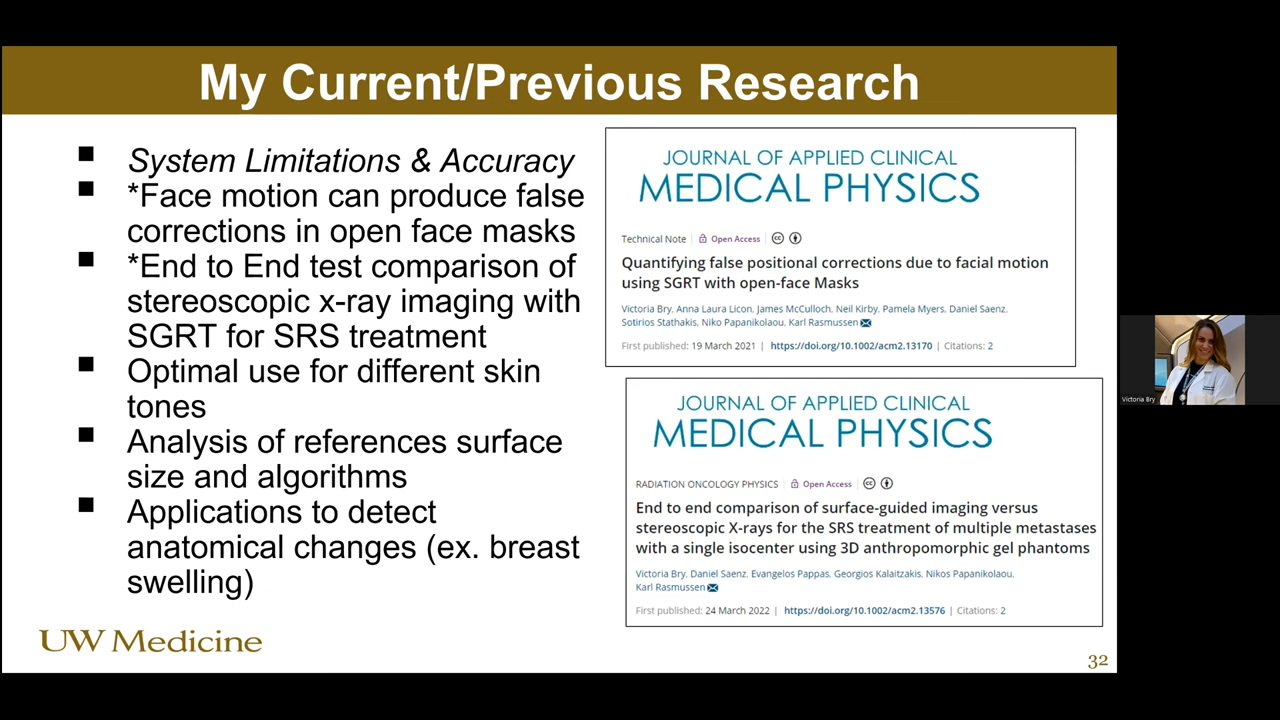 My Current/Previous Research
System Limitations & Accuracy
*Face motion can produce false
corrections in open face masks
*End to End test comparison of
stereoscopic x-ray imaging with
SGRT for SRS treatment
Optimal use for different skin
tones
Analysis of references surface
size and algorithms
Applications to detect
anatomical changes (ex. breast
swelling)
UW Medicine
JOURNAL OF APPLIED CLINICAL
MEDICAL PHYSICS
Technical Note | Open Access |
Quantifying false positional corrections due to facial motion
using SGRT with open-face Masks
Victoria Bry, Anna Laura Licon, James McCulloch, Neil Kirby, Pamela Myers, Daniel Saenz,
Sotirios Stathakis, Niko Papanikolaou, Karl Rasmussen
First published: 19 March 2021 | https://doi.org/10.1002/acm2.13170 | Citations: 2
JOURNAL OF APPLIED CLINICAL
MEDICAL PHYSICS
RADIATION ONCOLOGY PHYSICS | Open Access |
End to end comparison of surface-guided imaging versus
stereoscopic X-rays for the SRS treatment of multiple metastases
with a single isocenter using 3D anthropomorphic gel phantoms
Victoria Bry, Daniel Saenz, Evangelos Pappas, Georgios Kalaitzakis, Nikos Papanikolaou,
Karl Rasmussen
First published: 24 March 2022 | https://doi.org/10.1002/acm2.13576 | Citations: 2
32
Victoria Bry